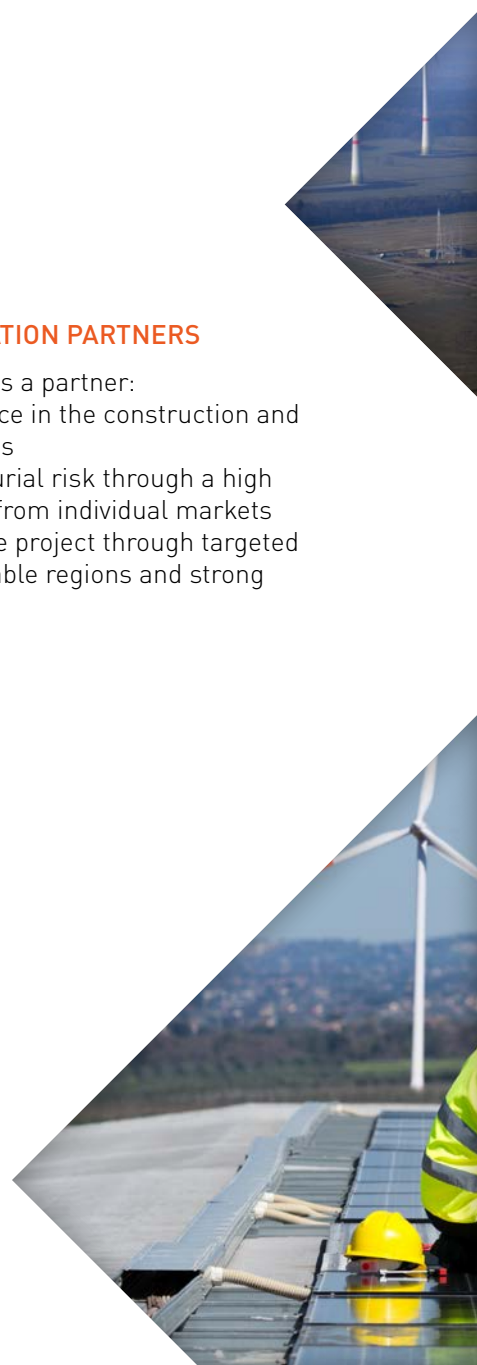 TION PARTNERS
s a partner:
ce in the construction and
s
urial risk through a high
from individual markets
e project through targeted
able regions and strong